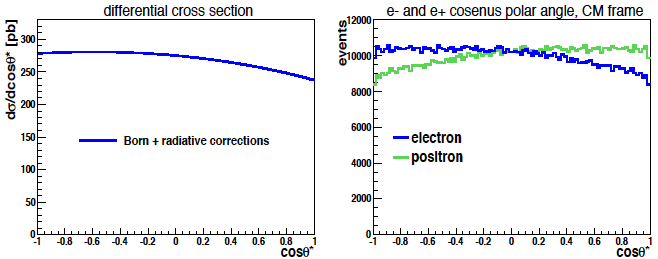 differential cross section
dσ/dcosθ* [pb]
300
250
200
150
100
50
0
Born + radiative corrections
-1 -0.8 -0.6 -0.4 -0.2 0 0.2 0.4 0.6 0.8 1
cosθ*
e- and e+ cosenus polar angle, CM frame
events
12000
10000
8000
6000
4000
2000
0
electron
positron
-1 -0.8 -0.6 -0.4 -0.2 0 0.2 0.4 0.6 0.8 1
cosθ*